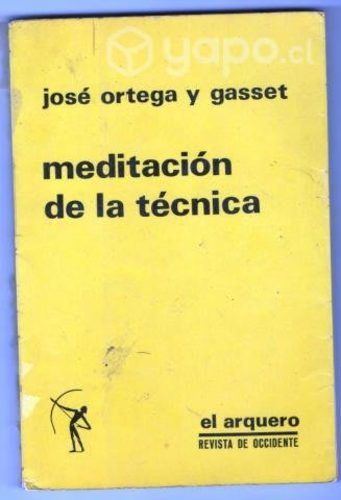 yapo.cl
josé ortega y gasset
meditación
de la técnica
el arquero
REVISTA DE OCCIDENTE